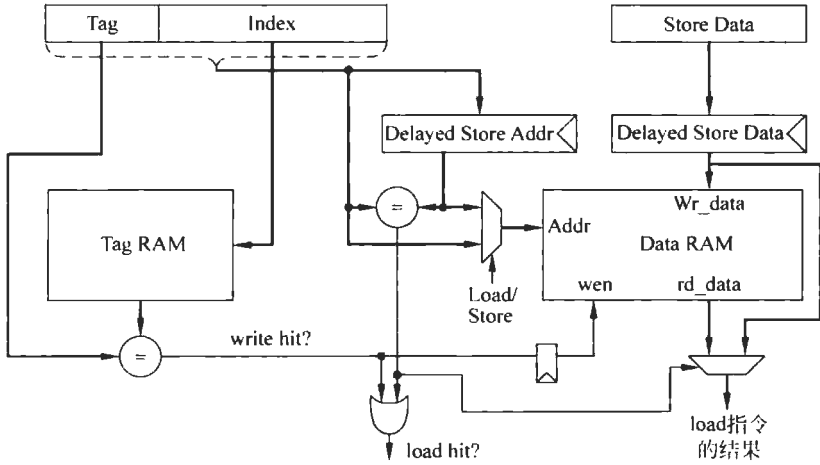 Tag
Index
Store Data
Delayed Store Addr
Delayed Store Data
=
Wr_data
Tag RAM
Addr
Data RAM
Load/
Store
wen
rd_data
=
write hit?
load hit?
load指令
的结果